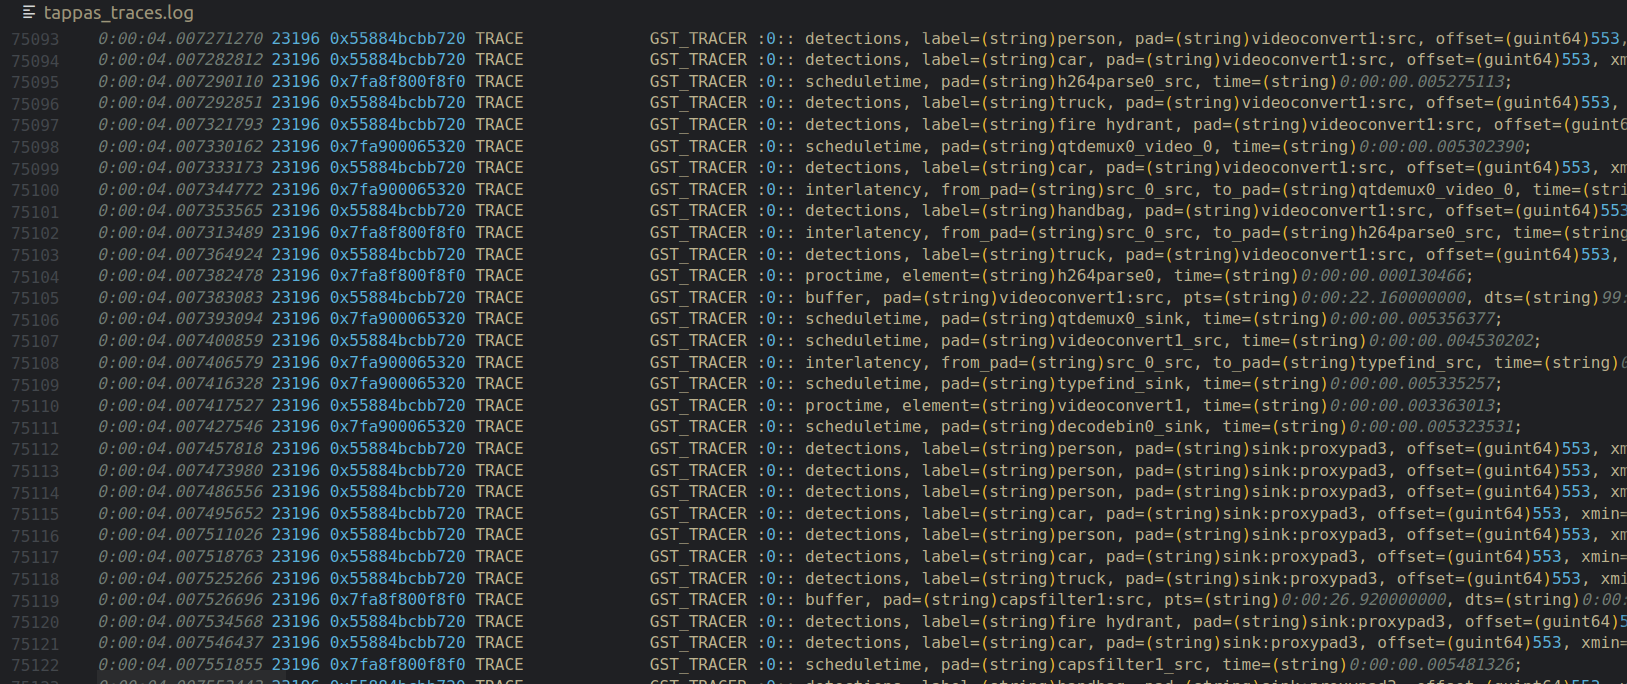 tappas_traces.log
75093 0:00:04.007271270 23196 0x55884bcbb720 TRACE GST_TRACER :0:: detections, label=(string)person, pad=(string)videoconvert1:src, offset=(guint64)553,
75094 0:00:04.007282812 23196 0x55884bcbb720 TRACE GST_TRACER :0:: detections, label=(string)car, pad=(string)videoconvert1:src, offset=(guint64)553, xm
75095 0:00:04.007290110 23196 0x7fa8f800f8f0 TRACE GST_TRACER :0:: scheduletime, pad=(string)h264parse0_src, time=(string)0:00:00.005275113;
75096 0:00:04.007292851 23196 0x55884bcbb720 TRACE GST_TRACER :0:: detections, label=(string)truck, pad=(string)videoconvert1:src, offset=(guint64)553,
75097 0:00:04.007321793 23196 0x55884bcbb720 TRACE GST_TRACER :0:: detections, label=(string)fire hydrant, pad=(string)videoconvert1:src, offset=(guint6
75098 0:00:04.007330162 23196 0x7fa900065320 TRACE GST_TRACER :0:: scheduletime, pad=(string)qtdemux0_video_0, time=(string)0:00:00.005302390;
75099 0:00:04.007333173 23196 0x55884bcbb720 TRACE GST_TRACER :0:: detections, label=(string)car, pad=(string)videoconvert1:src, offset=(guint64)553, xm
75100 0:00:04.007344772 23196 0x7fa900065320 TRACE GST_TRACER :0:: interlatency, from_pad=(string)src_0_src, to_pad=(string)qtdemux0_video_0, time=(stri
75101 0:00:04.007353565 23196 0x55884bcbb720 TRACE GST_TRACER :0:: detections, label=(string)handbag, pad=(string)videoconvert1:src, offset=(guint64)553
75102 0:00:04.007313489 23196 0x7fa8f800f8f0 TRACE GST_TRACER :0:: interlatency, from_pad=(string)src_0_src, to_pad=(string)h264parse0_src, time=(string
75103 0:00:04.007364924 23196 0x55884bcbb720 TRACE GST_TRACER :0:: detections, label=(string)truck, pad=(string)videoconvert1:src, offset=(guint64)553,
75104 0:00:04.007382478 23196 0x7fa8f800f8f0 TRACE GST_TRACER :0:: proctime, element=(string)h264parse0, time=(string)0:00:00.000130466;
75105 0:00:04.007383083 23196 0x55884bcbb720 TRACE GST_TRACER :0:: buffer, pad=(string)videoconvert1:src, pts=(string)0:00:22.160000000, dts=(string)99:
75106 0:00:04.007393094 23196 0x7fa900065320 TRACE GST_TRACER :0:: scheduletime, pad=(string)qtdemux0_sink, time=(string)0:00:00.005356377;
75107 0:00:04.007400859 23196 0x55884bcbb720 TRACE GST_TRACER :0:: scheduletime, pad=(string)videoconvert1_src, time=(string)0:00:00.004530202;
75108 0:00:04.007406579 23196 0x7fa900065320 TRACE GST_TRACER :0:: interlatency, from_pad=(string)src_0_src, to_pad=(string)typefind_src, time=(string)0
75109 0:00:04.007416328 23196 0x7fa900065320 TRACE GST_TRACER :0:: scheduletime, pad=(string)typefind_sink, time=(string)0:00:00.005335257;
75110 0:00:04.007417527 23196 0x55884bcbb720 TRACE GST_TRACER :0:: proctime, element=(string)videoconvert1, time=(string)0:00:00.003363013;
75111 0:00:04.007427546 23196 0x7fa900065320 TRACE GST_TRACER :0:: scheduletime, pad=(string)decodebin0_sink, time=(string)0:00:00.005323531;
75112 0:00:04.007457818 23196 0x55884bcbb720 TRACE GST_TRACER :0:: detections, label=(string)person, pad=(string)sink:proxypad3, offset=(guint64)553, xm
75113 0:00:04.007473980 23196 0x55884bcbb720 TRACE GST_TRACER :0:: detections, label=(string)person, pad=(string)sink:proxypad3, offset=(guint64)553, xm
75114 0:00:04.007486556 23196 0x55884bcbb720 TRACE GST_TRACER :0:: detections, label=(string)person, pad=(string)sink:proxypad3, offset=(guint64)553, xm
75115 0:00:04.007495652 23196 0x55884bcbb720 TRACE GST_TRACER :0:: detections, label=(string)car, pad=(string)sink:proxypad3, offset=(guint64)553, xmin=
75116 0:00:04.007511026 23196 0x55884bcbb720 TRACE GST_TRACER :0:: detections, label=(string)person, pad=(string)sink:proxypad3, offset=(guint64)553, xm
75117 0:00:04.007518763 23196 0x55884bcbb720 TRACE GST_TRACER :0:: detections, label=(string)car, pad=(string)sink:proxypad3, offset=(guint64)553, xmin=
75118 0:00:04.007525266 23196 0x55884bcbb720 TRACE GST_TRACER :0:: detections, label=(string)truck, pad=(string)sink:proxypad3, offset=(guint64)553, xmi
75119 0:00:04.007526696 23196 0x7fa8f800f8f0 TRACE GST_TRACER :0:: buffer, pad=(string)capsfilter1:src, pts=(string)0:00:26.920000000, dts=(string)0:00:
75120 0:00:04.007534568 23196 0x55884bcbb720 TRACE GST_TRACER :0:: detections, label=(string)fire hydrant, pad=(string)sink:proxypad3, offset=(guint64)5
75121 0:00:04.007546437 23196 0x55884bcbb720 TRACE GST_TRACER :0:: detections, label=(string)car, pad=(string)sink:proxypad3, offset=(guint64)553, xmin=
75122 0:00:04.007551855 23196 0x7fa8f800f8f0 TRACE GST_TRACER :0:: scheduletime, pad=(string)capsfilter1_src, time=(string)0:00:00.005481326;